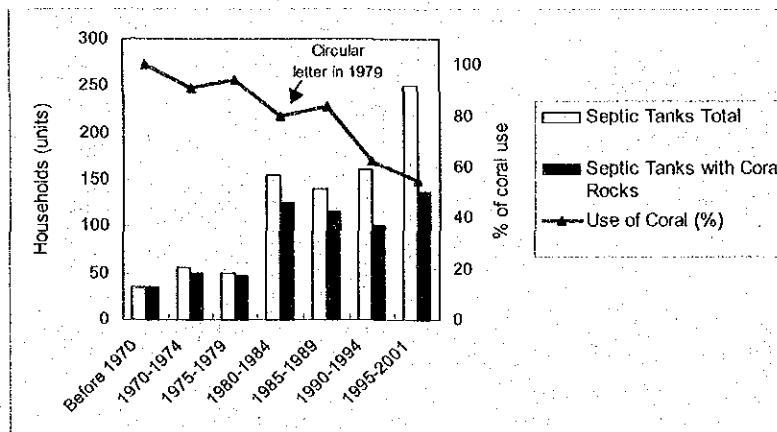 300
250
200
150
100
50
0
Households (units)
Circular
letter in 1979
100
80
60
40
20
0
% of coral use
Before 1970
1970-1974
1975-1979
1980-1984
1985-1989
1990-1994
1995-2001
Septic Tanks Total
Septic Tanks with Cora
Rocks
Use of Coral (%)